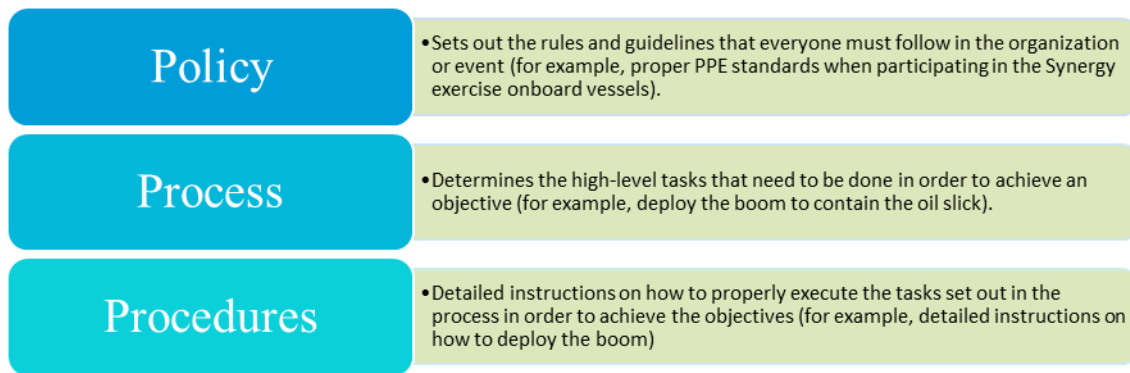 Policy
•Sets out the rules and guidelines that everyone must follow in the organization
or event (for example, proper PPE standards when participating in the Synergy
exercise onboard vessels).
Process
•Determines the high-level tasks that need to be done in order to achieve an
objective (for example, deploy the boom to contain the oil slick).
Procedures
•Detailed instructions on how to properly execute the tasks set out in the
process in order to achieve the objectives (for example, detailed instructions on
how to deploy the boom)